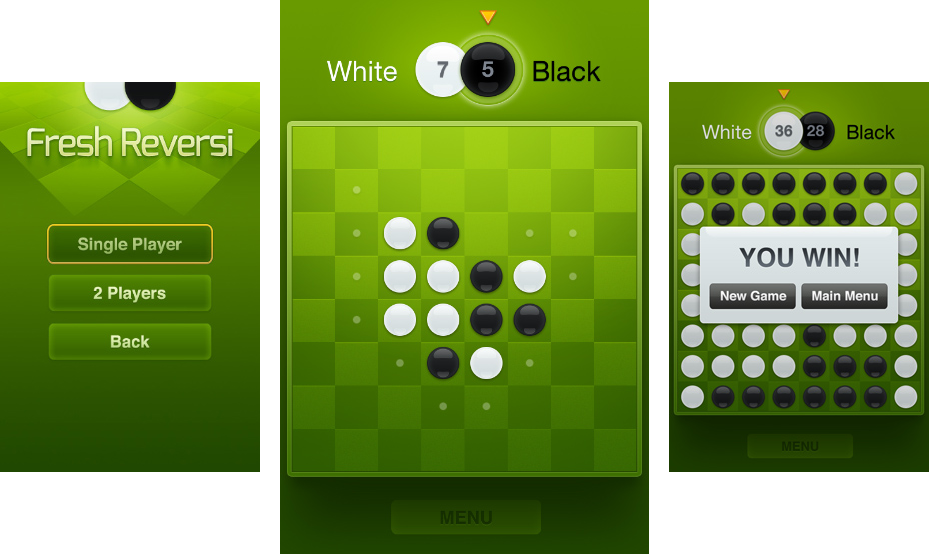 Fresh Reversi
Single Player
2 Players
Back
White 7 5 Black
MENU
White 36 28 Black
YOU WIN!
New Game Main Menu
MENU